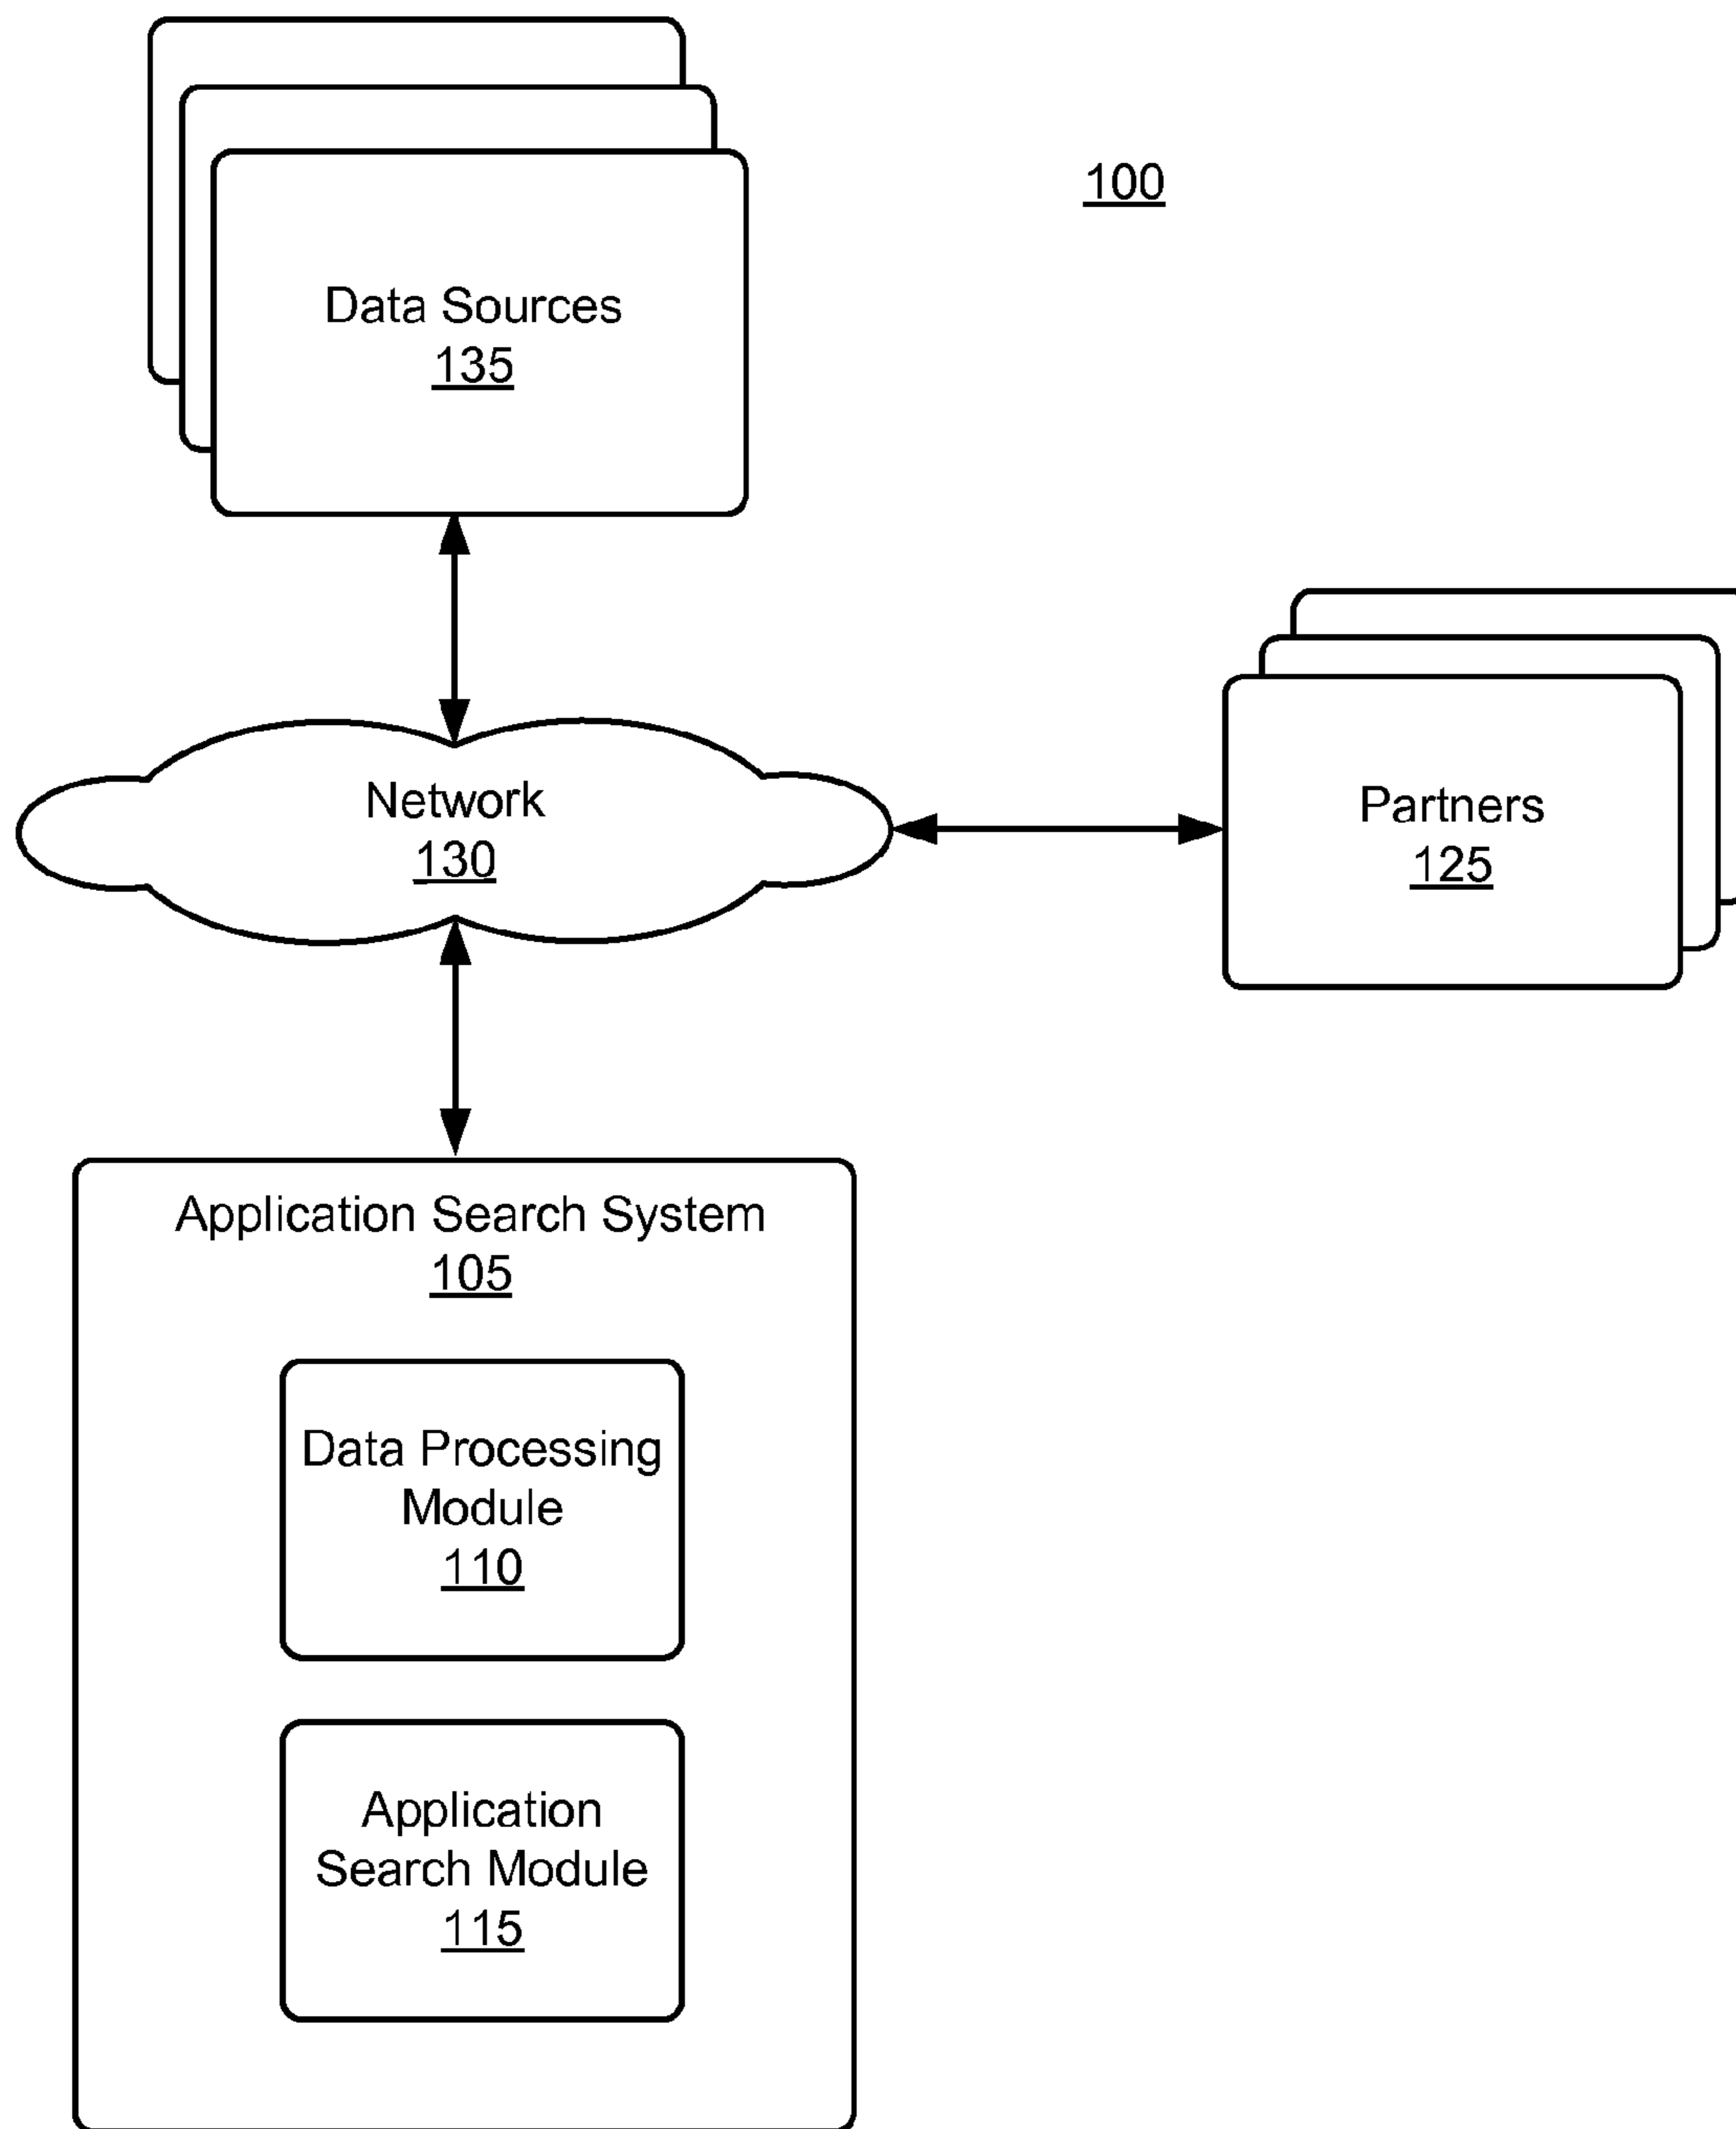 100
Data Sources
135
Network
130
Partners
125
Application Search System
105
Data Processing
Module
110
Application
Search Module
115